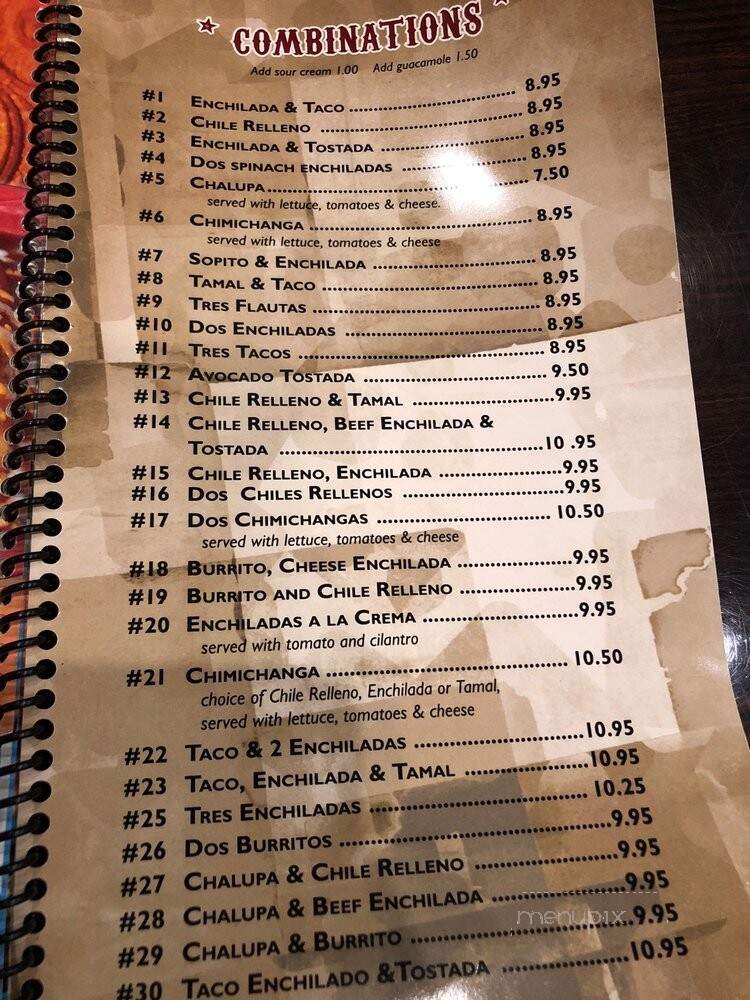 COMBINATIONS
Add sour cream 1.00 Add guacamole 1.50
#1 ENCHILADA & TACO 8.95
#2 CHILE RELLENO 8.95
#3 ENCHILADA & TOSTADA 8.95
#4 DOS SPINACH ENCHILADAS 8.95
#5 CHALUPA 7.50
served with lettuce, tomatoes & cheese.
#6 CHIMICHANGA 8.95
served with lettuce, tomatoes & cheese
#7 SOPITO & ENCHILADA 8.95
#8 TAMAL & TACO 8.95
#9 TRES FLAUTAS 8.95
#10 DOS ENCHILADAS 8.95
#11 TRES TACOS 8.95
#12 AVOCADO TOSTADA 9.50
#13 CHILE RELLENO & TAMAL 9.95
#14 CHILE RELLENO, BEEF ENCHILADA &
TOSTADA 10 .95
#15 CHILE RELLENO, ENCHILADA 9.95
#16 DOS CHILES RELLENOS 9.95
#17 DOS CHIMICHANGAS 10.50
served with lettuce, tomatoes & cheese
#18 BURRITO, CHEESE ENCHILADA 9.95
#19 BURRITO AND CHILE RELLENO 9.95
#20 ENCHILADAS A LA CREMA 9.95
served with tomato and cilantro
#21 CHIMICHANGA 10.50
choice of Chile Relleno, Enchilada or Tamal,
served with lettuce, tomatoes & cheese
#22 TACO & 2 ENCHILADAS 10.95
#23 TACO, ENCHILADA & TAMAL 10.95
#25 TRES ENCHILADAS 10.25
#26 DOS BURRITOS 9.95
#27 CHALUPA & CHILE RELLENO 9.95
#28 CHALUPA & BEEF ENCHILADA 9.95
#29 CHALUPA & BURRITO 9.95
#30 TACO ENCHILADO &TOSTADA 10.95
menupix